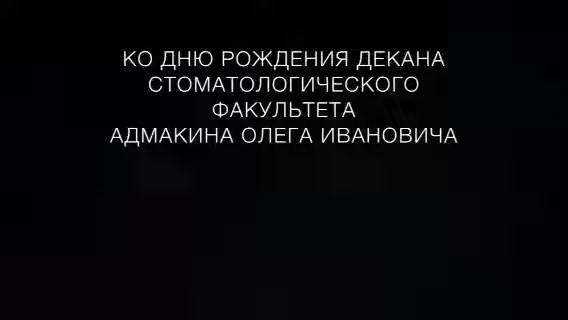 КО ДНЮ РОЖДЕНИЯ ДЕКАНА
СТОМАТОЛОГИЧЕСКОГО
ФАКУЛЬТЕТА
АДМАКИНА ОЛЕГА ИВАНОВИЧА